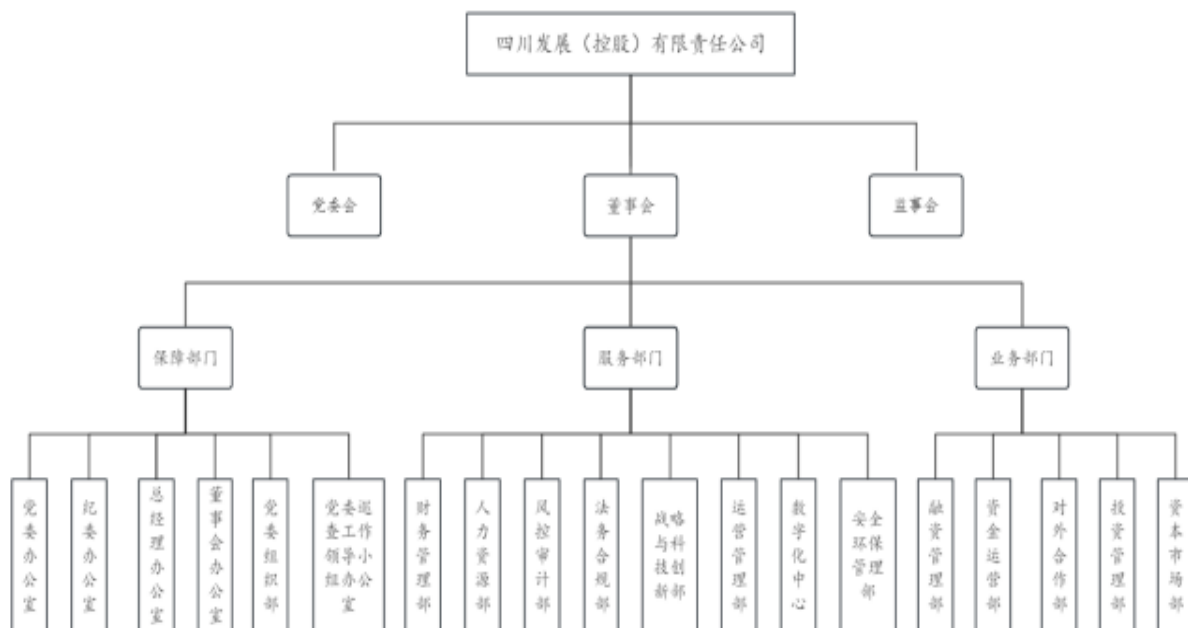 四川发展（控股）有限责任公司
党委会
董事会
监事会
保障部门
服务部门
业务部门
党委办公室
纪委办公室
总经理办公室
董事会办公室
党委组织部
党委巡查工作领导小组办公室
财务管理部
人力资源部
风控审计部
法务合规部
战略与科技创新部
运营管理部
数字化中心
安全环保管理部
融资管理部
资金运营部
对外合作部
投资管理部
资本市场部